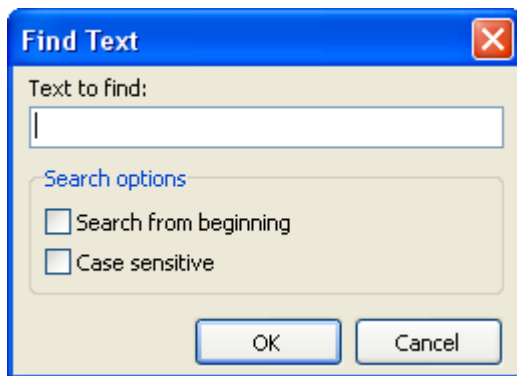 Find Text
Text to find:
Search options
Search from beginning
Case sensitive
OK Cancel